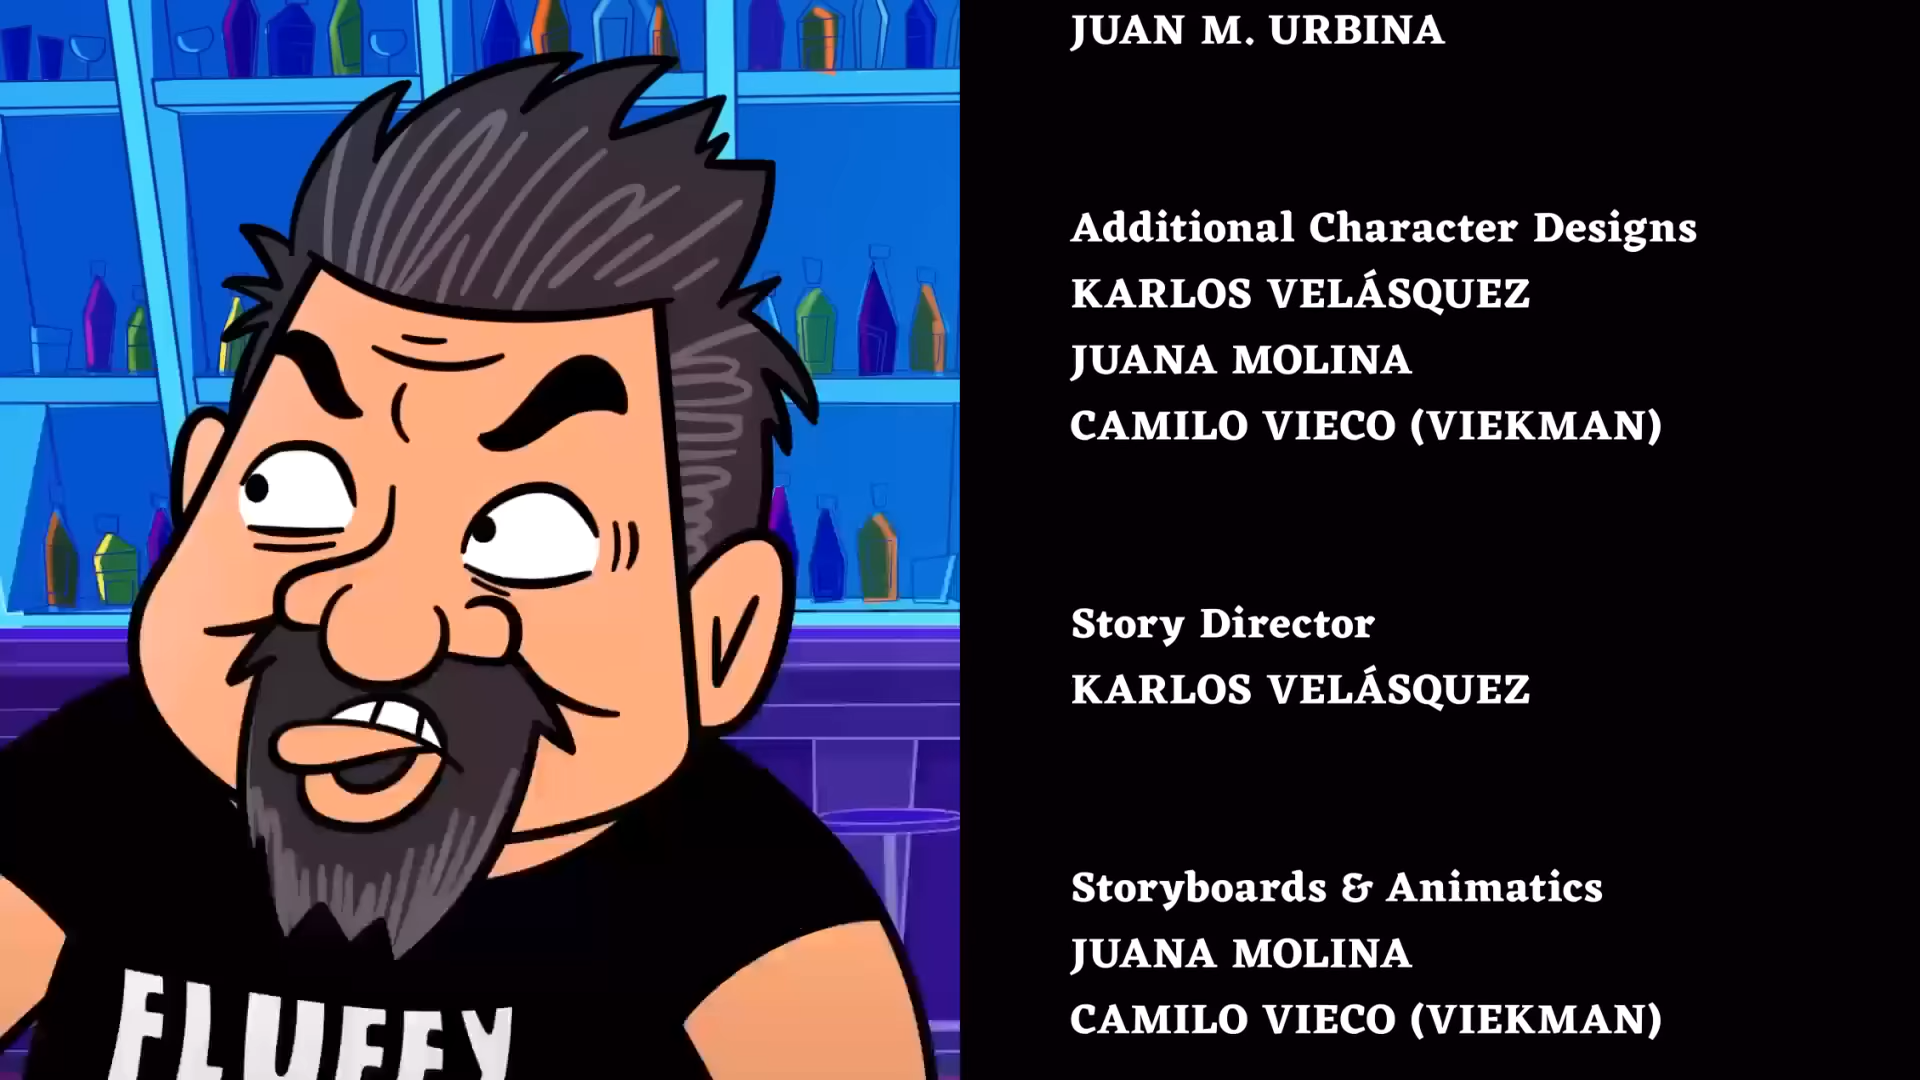 JUAN M. URBINA
Additional Character Designs
KARLOS VELÁSQUEZ
JUANA MOLINA
CAMILO VIECO (VIEKMAN)
Story Director
KARLOS VELÁSQUEZ
Storyboards & Animatics
JUANA MOLINA
CAMILO VIECO (VIEKMAN)
FLUFFY